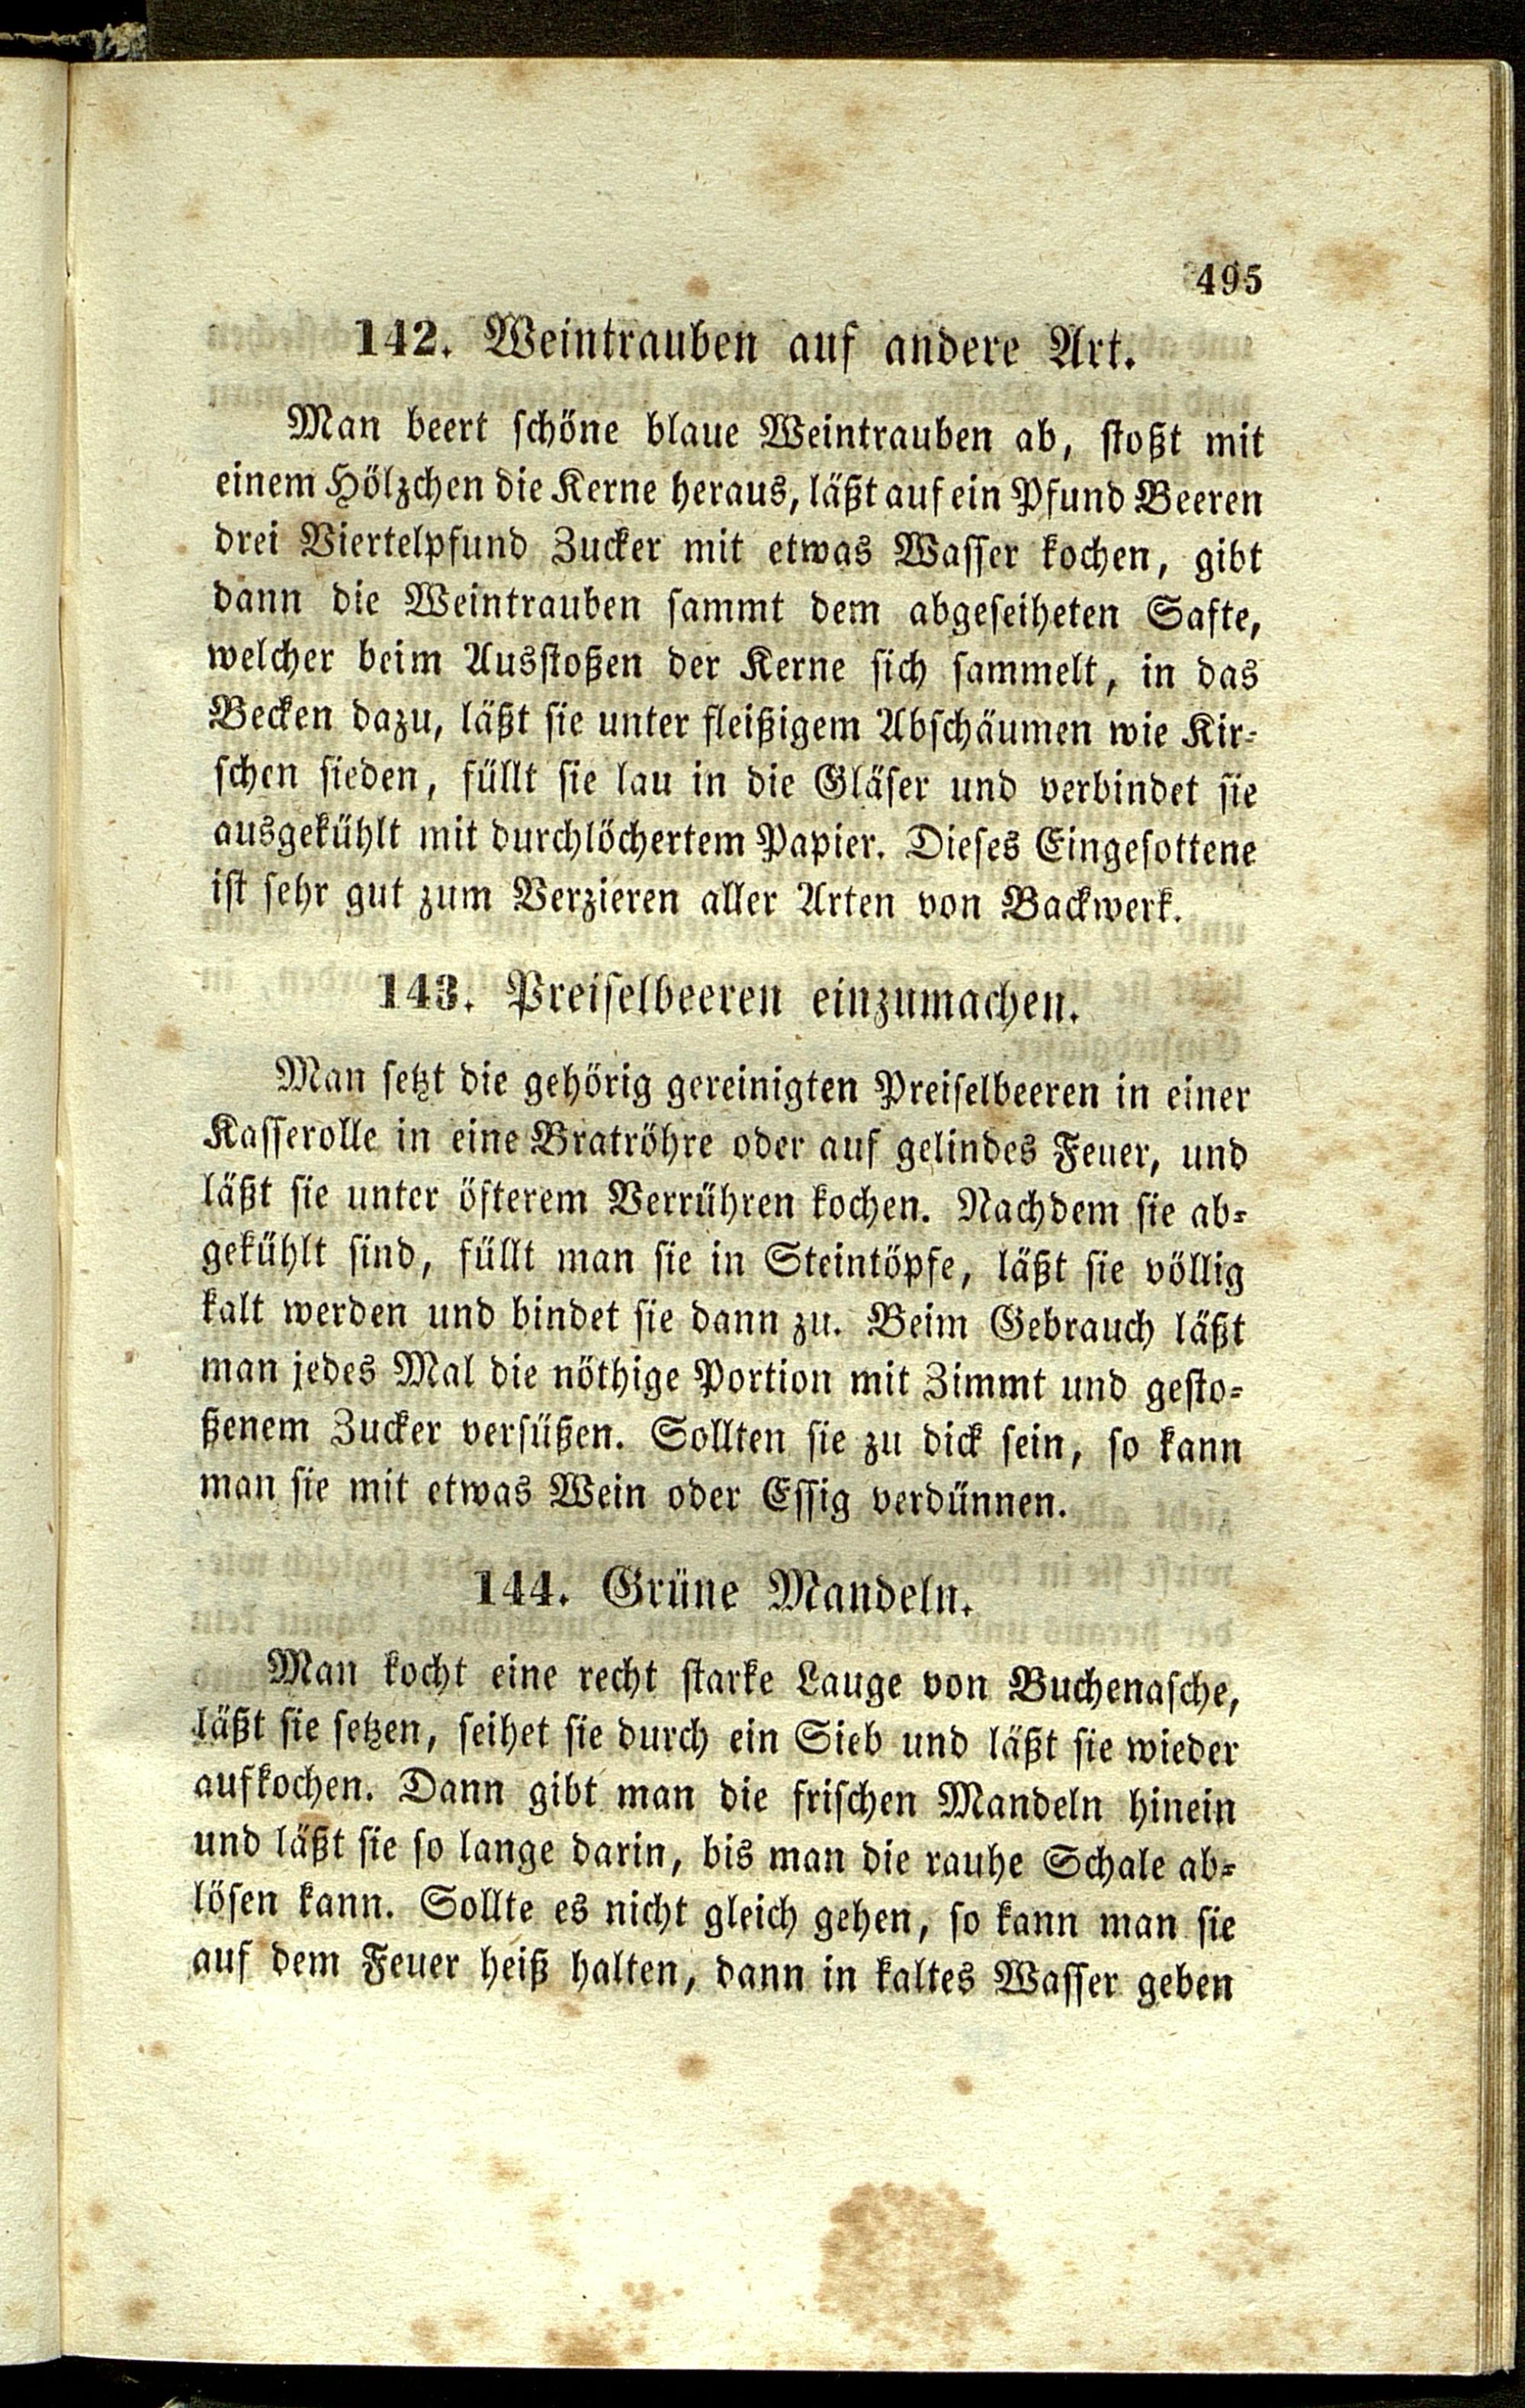 495
142. Weintrauben auf andere Art.
Man beert schöne blaue Weintrauben ab, stoßt mit
einem Hölzchen die Kerne heraus, läßt auf ein Pfund Beeren
drei Viertelpfund Zucker mit etwas Wasser kochen, gibt
dann die Weintrauben sammt dem abgeseiheten Safte,
welcher beim Ausstoßen der Kerne sich sammelt, in das
Becken dazu, läßt sie unter fleißigem Abschäumen wie Kir-
schen sieden, füllt sie lau in die Gläser und verbindet sie
ausgekühlt mit durchlöchertem Papier. Dieses Eingesottene
ist sehr gut zum Verzieren aller Arten von Backwerk.
143. Preiselbeeren einzumachen.
Man setzt die gehörig gereinigten Preiselbeeren in einer
Kasserolle in eine Bratröhre oder auf gelindes Feuer, und
läßt sie unter öfterem Verrühren kochen. Nachdem sie ab-
gekühlt sind, füllt man sie in Steintöpfe, läßt sie völlig
kalt werden und bindet sie dann zu. Beim Gebrauch läßt
man jedes Mal die nöthige Portion mit Zimmt und gesto-
ßenem Zucker versüßen. Sollten sie zu dick sein, so kann
man sie mit etwas Wein oder Essig verdünnen.
144. Grüne Mandeln.
Man kocht eine recht starke Lauge von Buchenasche,
läßt sie setzen, seihet sie durch ein Sieb und läßt sie wieder
aufkochen. Dann gibt man die frischen Mandeln hinein
und läßt sie so lange darin, bis man die rauhe Schale ab-
lösen kann. Sollte es nicht gleich gehen, so kann man sie
auf dem Feuer heiß halten, dann in kaltes Wasser geben